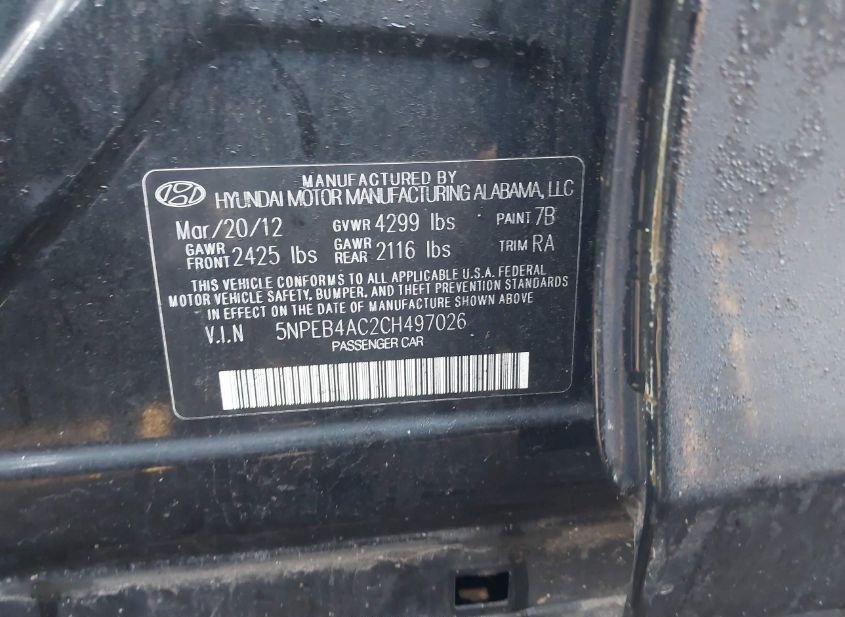 MANUFACTURED BY
HYUNDAI MOTOR MANUFACTURING ALABAMA, LLC
Mar/20/12 GVWR 4299 lbs PAINT 7B
GAWR FRONT 2425 lbs GAWR REAR 2116 lbs TRIM RA
THIS VEHICLE CONFORMS TO ALL APPLICABLE U.S.A. FEDERAL
MOTOR VEHICLE SAFETY, BUMPER, AND THEFT PREVENTION STANDARDS
IN EFFECT ON THE DATE OF MANUFACTURE SHOWN ABOVE
V.I.N 5NPEB4AC2CH497026
PASSENGER CAR